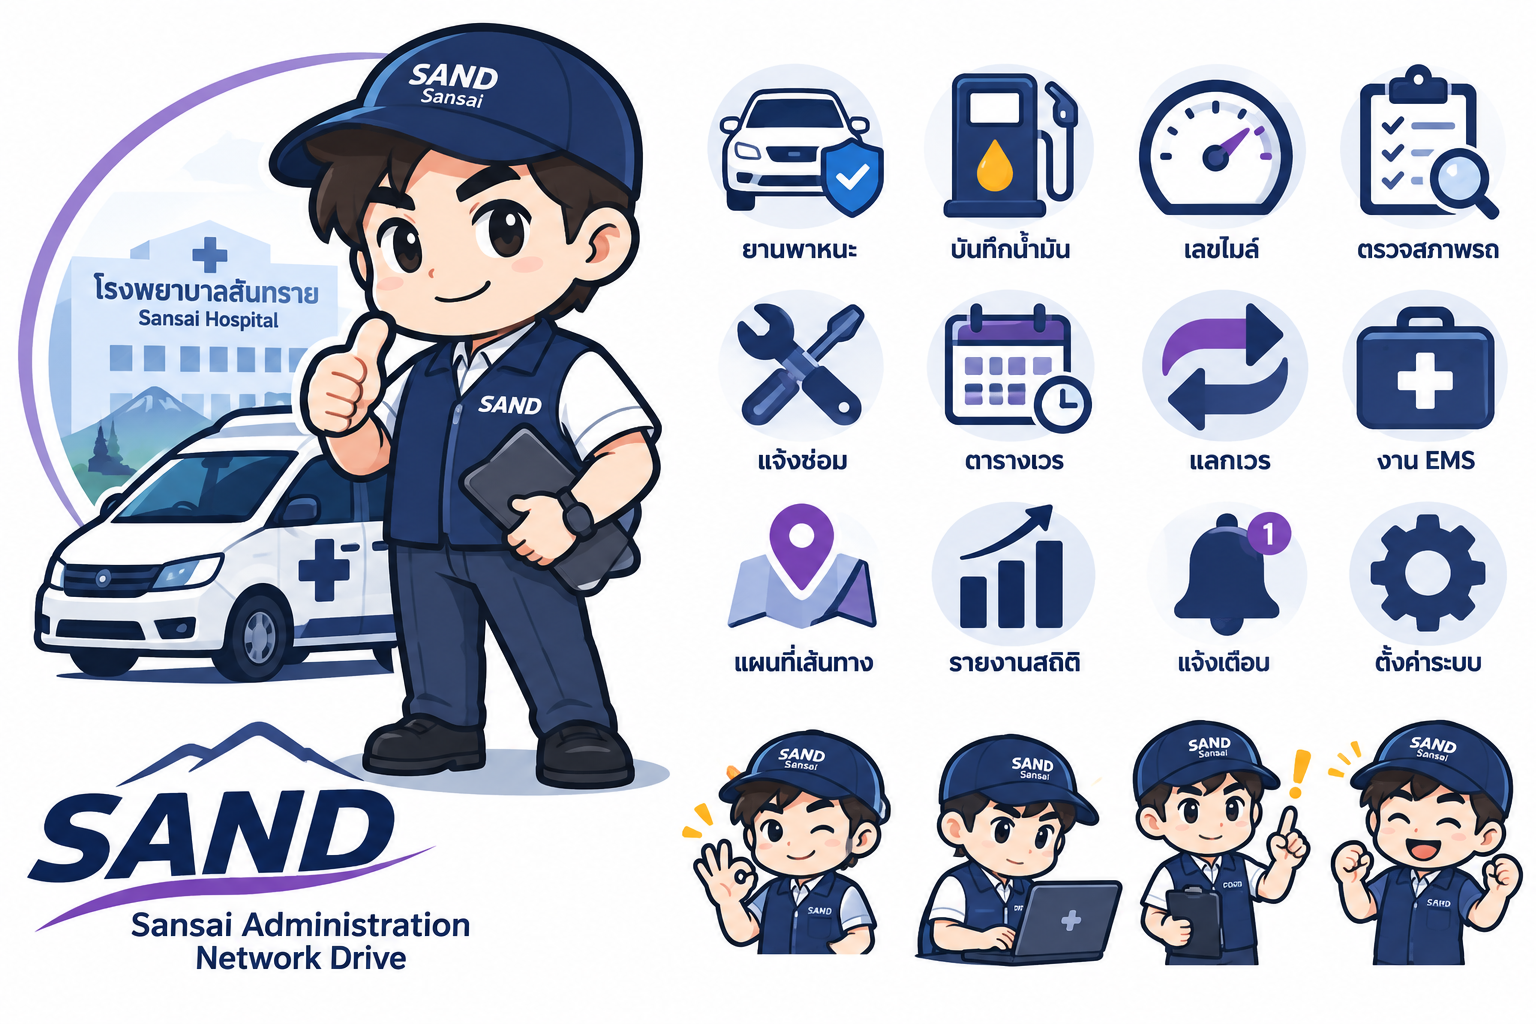 SAND
Sansai
โรงพยาบาลสันทราย
Sansai Hospital
SAND
SAND
Sansai Administration
Network Drive
ยานพาหนะ
บันทึกน้ำมัน
เลขไมล์
ตรวจสภาพรถ
แจ้งซ่อม
ตารางเวร
แลกเวร
งาน EMS
1
แผนที่เส้นทาง
รายงานสถิติ
แจ้งเตือน
ตั้งค่าระบบ
SAND
Sansai
SAND
SAND
Sansai
SAND
Sansai
SAND
Sansai
SAND